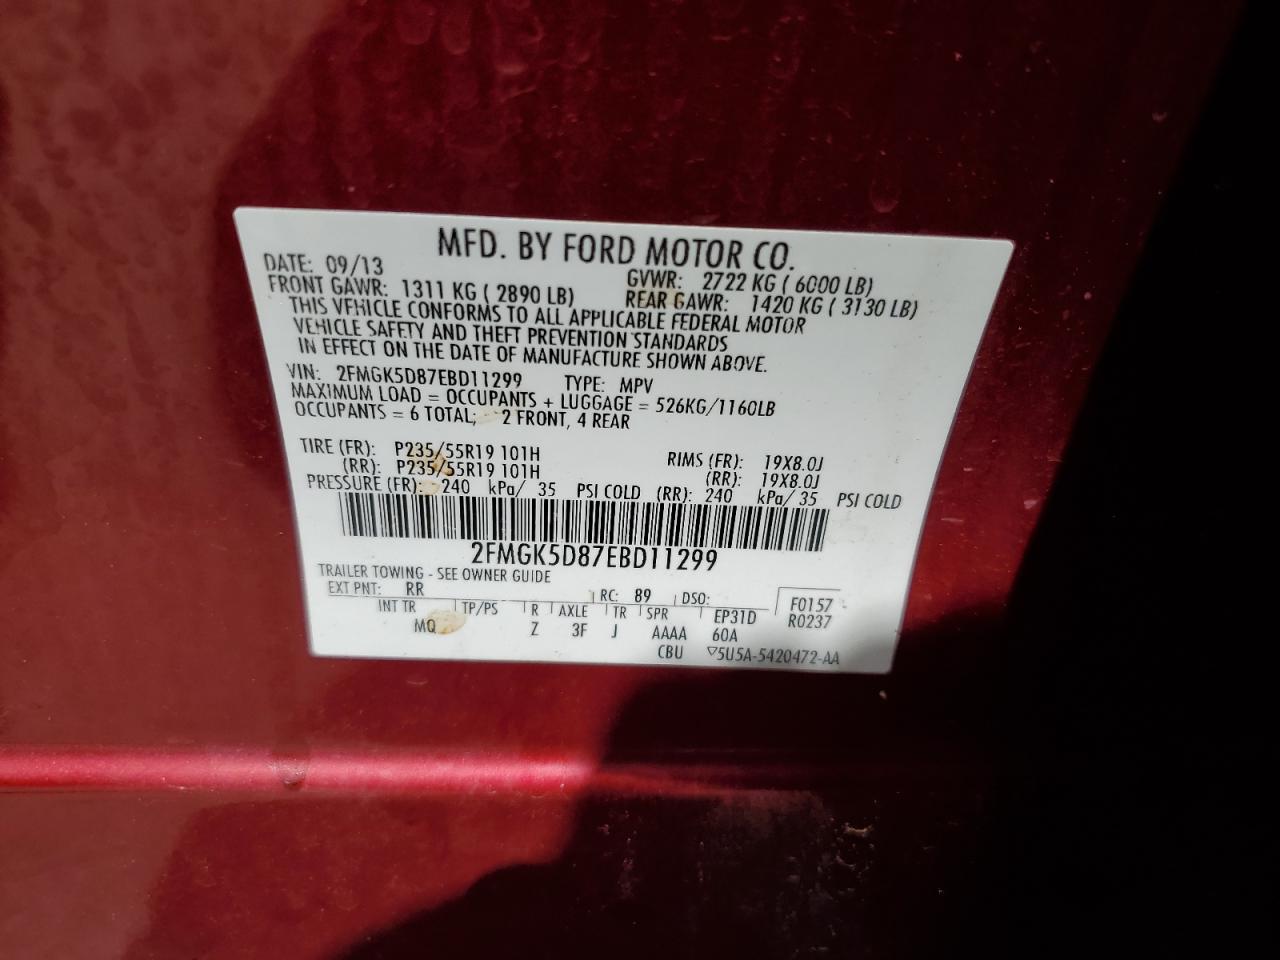 MFD. BY FORD MOTOR CO.
DATE: 09/13 GVWR: 2722 KG ( 6000 LB)
FRONT GAWR: 1311 KG ( 2890 LB) REAR GAWR: 1420 KG ( 3130 LB)
THIS VEHICLE CONFORMS TO ALL APPLICABLE FEDERAL MOTOR
VEHICLE SAFETY AND THEFT PREVENTION STANDARDS
IN EFFECT ON THE DATE OF MANUFACTURE SHOWN ABOVE.
VIN: 2FMGK5D87EBD11299 TYPE: MPV
MAXIMUM LOAD = OCCUPANTS + LUGGAGE = 526KG/1160LB
OCCUPANTS = 6 TOTAL; 2 FRONT, 4 REAR
TIRE (FR): P235/55R19 101H RIMS (FR): 19X8.0J
(RR): P235/55R19 101H (RR): 19X8.0J
PRESSURE (FR): 240 kPa/ 35 PSI COLD (RR): 240 kPa/ 35 PSI COLD
2FMGK5D87EBD11299
TRAILER TOWING - SEE OWNER GUIDE
EXT PNT: RR RC: 89 DSO: F0157
INT TR TP/PS R AXLE TR SPR EP31D R0237
MQ Z 3F J AAAA 60A
CBU ▽5U5A-5420472-AA